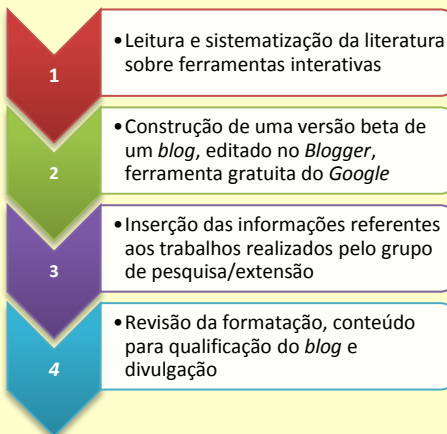 1
•Leitura e sistematização da literatura
sobre ferramentas interativas
2
•Construção de uma versão beta de
um blog, editado no Blogger,
ferramenta gratuita do Google
3
•Inserção das informações referentes
aos trabalhos realizados pelo grupo
de pesquisa/extensão
4
•Revisão da formatação, conteúdo
para qualificação do blog e
divulgação